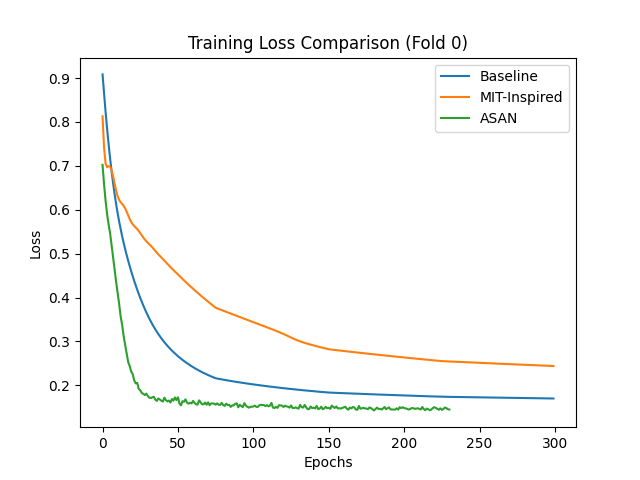 Training Loss Comparison (Fold 0)
Baseline
MIT-Inspired
ASAN
Loss
0.9
0.8
0.7
0.6
0.5
0.4
0.3
0.2
0 50 100 150 200 250 300
Epochs